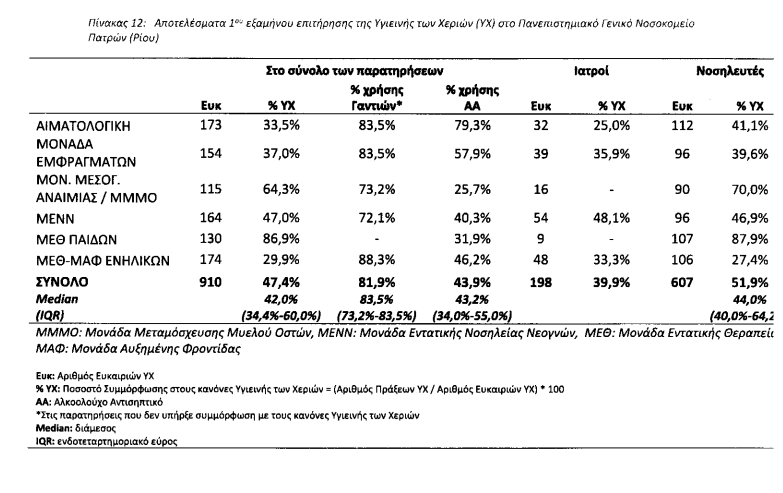 Πίνακας 12: Αποτελέσματα 1ου εξαμήνου επιτήρησης της Υγιεινής των Χεριών (ΥΧ) στο Πανεπιστημιακό Γενικό Νοσοκομείο
Πατρών (Ρίου)
Στο σύνολο των παρατηρήσεων Ιατροί Νοσηλευτές
Ευκ % ΥΧ % χρήσης Γαντιών* % χρήσης ΑΑ Ευκ % ΥΧ Ευκ % ΥΧ
ΑΙΜΑΤΟΛΟΓΙΚΗ 173 33,5% 83,5% 79,3% 32 25,0% 112 41,1%
ΜΟΝΑΔΑ
ΕΜΦΡΑΓΜΑΤΩΝ 154 37,0% 83,5% 57,9% 39 35,9% 96 39,6%
ΜΟΝ. ΜΕΣΟΓ.
ΑΝΑΙΜΙΑΣ / ΜΜΜΟ 115 64,3% 73,2% 25,7% 16 - 90 70,0%
ΜΕΝΝ 164 47,0% 72,1% 40,3% 54 48,1% 96 46,9%
ΜΕΘ ΠΑΙΔΩΝ 130 86,9% - 31,9% 9 - 107 87,9%
ΜΕΘ-ΜΑΦ ΕΝΗΛΙΚΩΝ 174 29,9% 88,3% 46,2% 48 33,3% 106 27,4%
ΣΥΝΟΛΟ 910 47,4% 81,9% 43,9% 198 39,9% 607 51,9%
Median 42,0% 83,5% 43,2% 44,0%
(IQR) (34,4%-60,0%) (73,2%-83,5%) (34,0%-55,0%) (40,0%-64,2
ΜΜΜΟ: Μονάδα Μεταμόσχευσης Μυελού Οστών, ΜΕΝΝ: Μονάδα Εντατικής Νοσηλείας Νεογνών, ΜΕΘ: Μονάδα Εντατικής Θεραπεί
ΜΑΦ: Μονάδα Αυξημένης Φροντίδας
Ευκ: Αριθμός Ευκαιριών ΥΧ
% ΥΧ: Ποσοστό Συμμόρφωσης στους κανόνες Υγιεινής των Χεριών = (Αριθμός Πράξεων ΥΧ / Αριθμός Ευκαιριών ΥΧ) * 100
ΑΑ: Αλκοολούχο Αντισηπτικό
*Στις παρατηρήσεις που δεν υπήρξε συμμόρφωση με τους κανόνες Υγιεινής των Χεριών
Median: διάμεσος
IQR: ενδοτεταρτημοριακό εύρος